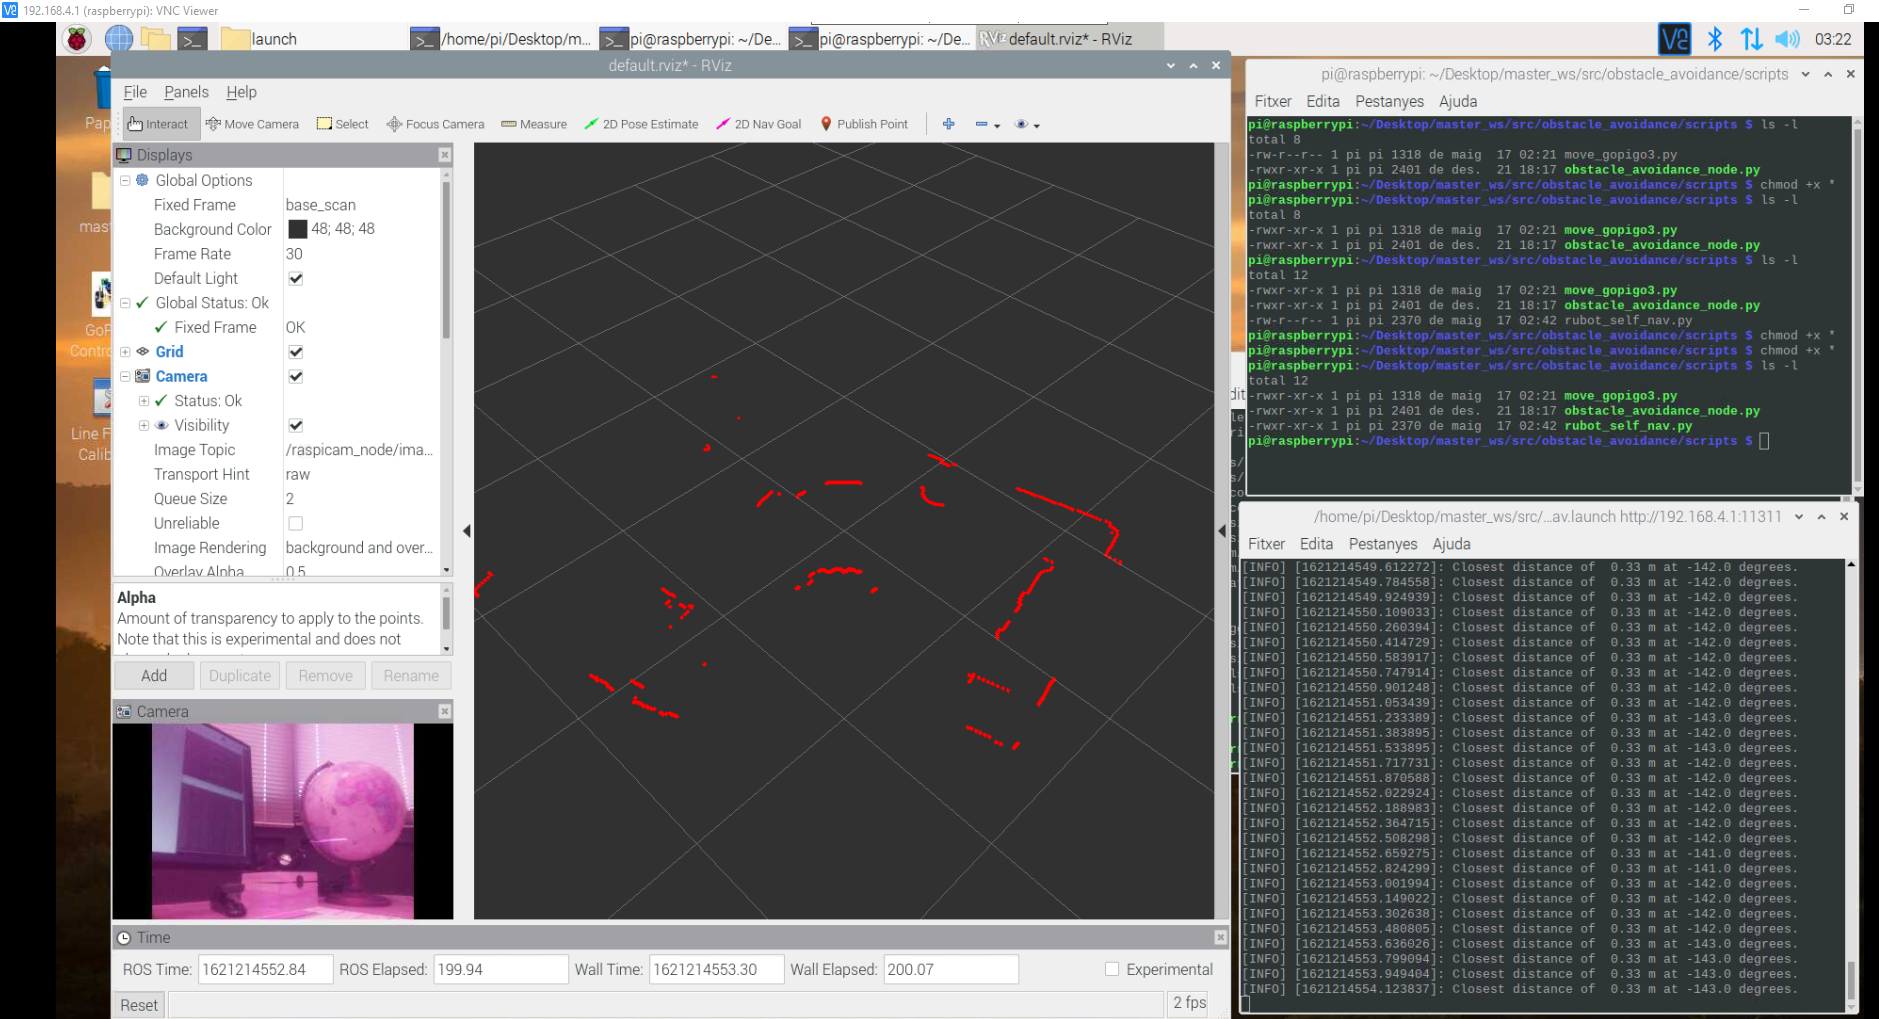 192.168.4.1 (raspberrypi): VNC Viewer
launch
/home/pi/Desktop/m...
pi@raspberrypi: ~/De...
pi@raspberrypi: ~/De...
default.rviz* - RViz
03:22
default.rviz* - RViz
File Panels Help
Interact Move Camera Select Focus Camera Measure 2D Pose Estimate 2D Nav Goal Publish Point
Displays
Global Options
Fixed Frame base_scan
Background Color 48; 48; 48
Frame Rate 30
Default Light
Global Status: Ok
Fixed Frame OK
Grid
Camera
Status: Ok
Visibility
Image Topic /raspicam_node/ima...
Transport Hint raw
Queue Size 2
Unreliable
Image Rendering background and over...
Overlay Alpha 0.5
Alpha
Amount of transparency to apply to the points.
Note that this is experimental and does not
Add Duplicate Remove Rename
Camera
Time
ROS Time: 1621214552.84 ROS Elapsed: 199.94 Wall Time: 1621214553.30 Wall Elapsed: 200.07 Experimental
Reset 2 fps
Pap
mas
GoP
Contro
Line F
Calib
pi@raspberrypi: ~/Desktop/master_ws/src/obstacle_avoidance/scripts
Fitxer Edita Pestanyes Ajuda
pi@raspberrypi:~/Desktop/master_ws/src/obstacle_avoidance/scripts $ ls -l
total 8
-rw-r--r-- 1 pi pi 1318 de maig  17 02:21 move_gopigo3.py
-rwxr-xr-x 1 pi pi 2401 de des.  21 18:17 obstacle_avoidance_node.py
pi@raspberrypi:~/Desktop/master_ws/src/obstacle_avoidance/scripts $ chmod +x *
pi@raspberrypi:~/Desktop/master_ws/src/obstacle_avoidance/scripts $ ls -l
total 8
-rwxr-xr-x 1 pi pi 1318 de maig  17 02:21 move_gopigo3.py
-rwxr-xr-x 1 pi pi 2401 de des.  21 18:17 obstacle_avoidance_node.py
pi@raspberrypi:~/Desktop/master_ws/src/obstacle_avoidance/scripts $ ls -l
total 12
-rwxr-xr-x 1 pi pi 1318 de maig  17 02:21 move_gopigo3.py
-rwxr-xr-x 1 pi pi 2401 de des.  21 18:17 obstacle_avoidance_node.py
-rw-r--r-- 1 pi pi 2370 de maig  17 02:42 rubot_self_nav.py
pi@raspberrypi:~/Desktop/master_ws/src/obstacle_avoidance/scripts $ chmod +x *
pi@raspberrypi:~/Desktop/master_ws/src/obstacle_avoidance/scripts $ chmod +x *
pi@raspberrypi:~/Desktop/master_ws/src/obstacle_avoidance/scripts $ ls -l
total 12
-rwxr-xr-x 1 pi pi 1318 de maig  17 02:21 move_gopigo3.py
-rwxr-xr-x 1 pi pi 2401 de des.  21 18:17 obstacle_avoidance_node.py
-rwxr-xr-x 1 pi pi 2370 de maig  17 02:42 rubot_self_nav.py
pi@raspberrypi:~/Desktop/master_ws/src/obstacle_avoidance/scripts $
/home/pi/Desktop/master_ws/src/...av.launch http://192.168.4.1:11311
Fitxer Edita Pestanyes Ajuda
[INFO] [1621214549.612272]: Closest distance of  0.33 m at -142.0 degrees.
[INFO] [1621214549.784558]: Closest distance of  0.33 m at -142.0 degrees.
[INFO] [1621214549.924939]: Closest distance of  0.33 m at -142.0 degrees.
[INFO] [1621214550.109033]: Closest distance of  0.33 m at -142.0 degrees.
[INFO] [1621214550.260394]: Closest distance of  0.33 m at -142.0 degrees.
[INFO] [1621214550.414729]: Closest distance of  0.33 m at -142.0 degrees.
[INFO] [1621214550.583917]: Closest distance of  0.33 m at -142.0 degrees.
[INFO] [1621214550.747914]: Closest distance of  0.33 m at -142.0 degrees.
[INFO] [1621214550.901248]: Closest distance of  0.33 m at -142.0 degrees.
[INFO] [1621214551.053439]: Closest distance of  0.33 m at -142.0 degrees.
[INFO] [1621214551.233389]: Closest distance of  0.33 m at -143.0 degrees.
[INFO] [1621214551.383895]: Closest distance of  0.33 m at -142.0 degrees.
[INFO] [1621214551.533895]: Closest distance of  0.33 m at -143.0 degrees.
[INFO] [1621214551.717731]: Closest distance of  0.33 m at -142.0 degrees.
[INFO] [1621214551.870588]: Closest distance of  0.33 m at -142.0 degrees.
[INFO] [1621214552.022924]: Closest distance of  0.33 m at -142.0 degrees.
[INFO] [1621214552.188983]: Closest distance of  0.33 m at -142.0 degrees.
[INFO] [1621214552.364715]: Closest distance of  0.33 m at -142.0 degrees.
[INFO] [1621214552.508298]: Closest distance of  0.33 m at -142.0 degrees.
[INFO] [1621214552.659275]: Closest distance of  0.33 m at -141.0 degrees.
[INFO] [1621214552.824299]: Closest distance of  0.33 m at -141.0 degrees.
[INFO] [1621214553.001994]: Closest distance of  0.33 m at -142.0 degrees.
[INFO] [1621214553.149022]: Closest distance of  0.33 m at -142.0 degrees.
[INFO] [1621214553.302638]: Closest distance of  0.33 m at -142.0 degrees.
[INFO] [1621214553.480805]: Closest distance of  0.33 m at -142.0 degrees.
[INFO] [1621214553.636026]: Closest distance of  0.33 m at -143.0 degrees.
[INFO] [1621214553.799094]: Closest distance of  0.33 m at -143.0 degrees.
[INFO] [1621214553.949404]: Closest distance of  0.33 m at -143.0 degrees.
[INFO] [1621214554.123837]: Closest distance of  0.33 m at -143.0 degrees.